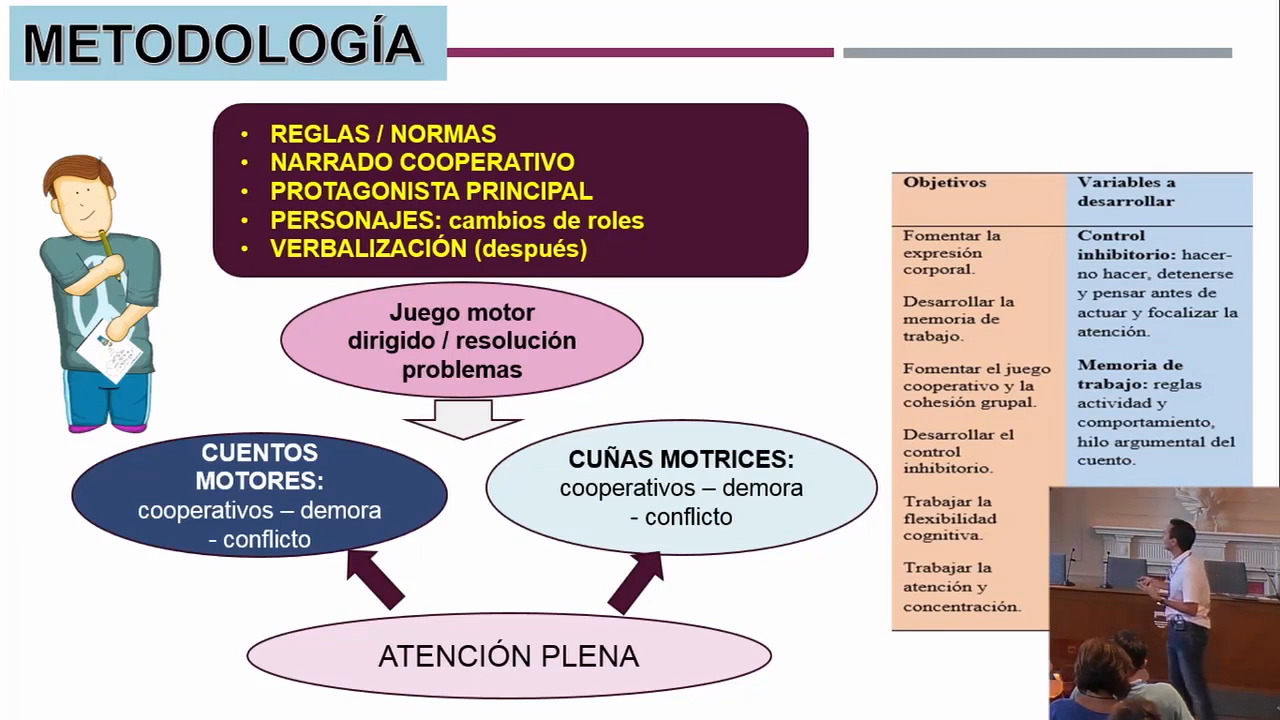 METODOLOGÍA
• REGLAS / NORMAS
• NARRADO COOPERATIVO
• PROTAGONISTA PRINCIPAL
• PERSONAJES: cambios de roles
• VERBALIZACIÓN (después)
Juego motor
dirigido / resolución
problemas
CUENTOS
MOTORES:
cooperativos – demora
- conflicto
CUÑAS MOTRICES:
cooperativos – demora
- conflicto
ATENCIÓN PLENA
Objetivos
Fomentar la
expresión
corporal.
Desarrollar la
memoria de
trabajo.
Fomentar el juego
cooperativo y la
cohesión grupal.
Desarrollar el
control
inhibitorio.
Trabajar la
flexibilidad
cognitiva.
Trabajar la
atención y
concentración.
Variables a
desarrollar
Control
inhibitorio: hacer-
no hacer, detenerse
y pensar antes de
actuar y focalizar la
atención.
Memoria de
trabajo: reglas
actividad y
comportamiento,
hilo argumental del
cuento.